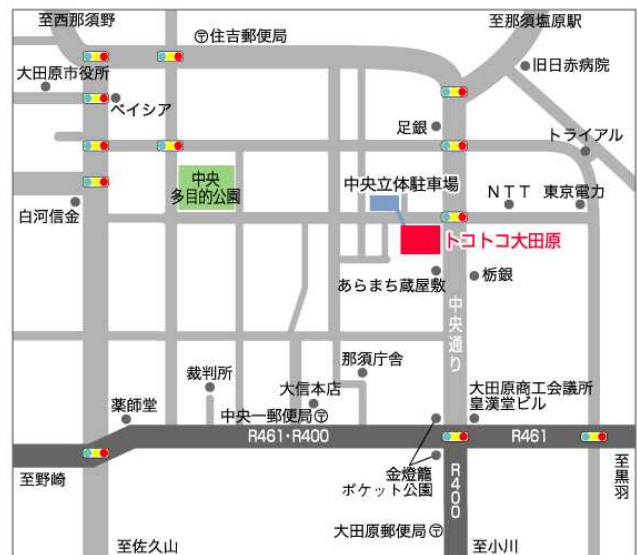 至西那須野
至那須塩原駅
〶住吉郵便局
大田原市役所
旧日赤病院
ベイシア
足銀
トライアル
中央
多目的公園
中央立体駐車場
NTT
東京電力
白河信金
トコトコ大田原
あらまち蔵屋敷
栃銀
中央通り
那須庁舎
裁判所
大信本店
大田原商工会議所
皇漢堂ビル
薬師堂
中央一郵便局〶
R461・R400
R461
至野崎
金燈籠
ポケット公園
R400
至黒羽
大田原郵便局〶
至佐久山
至小川